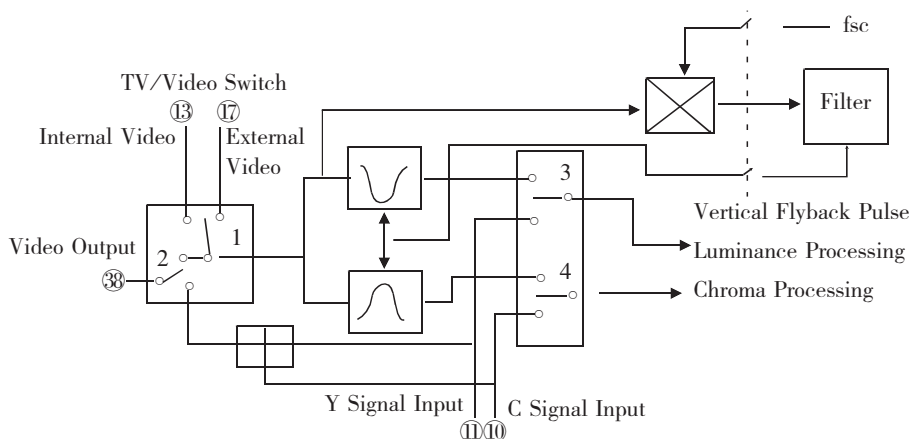 fsc
TV/Video Switch
⑬ ⑰
Internal Video
External
Video
Filter
3
Vertical Flyback Pulse
1
Video Output
2
Luminance Processing
4
㊳
Chroma Processing
Y Signal Input
C Signal Input
⑪⑩